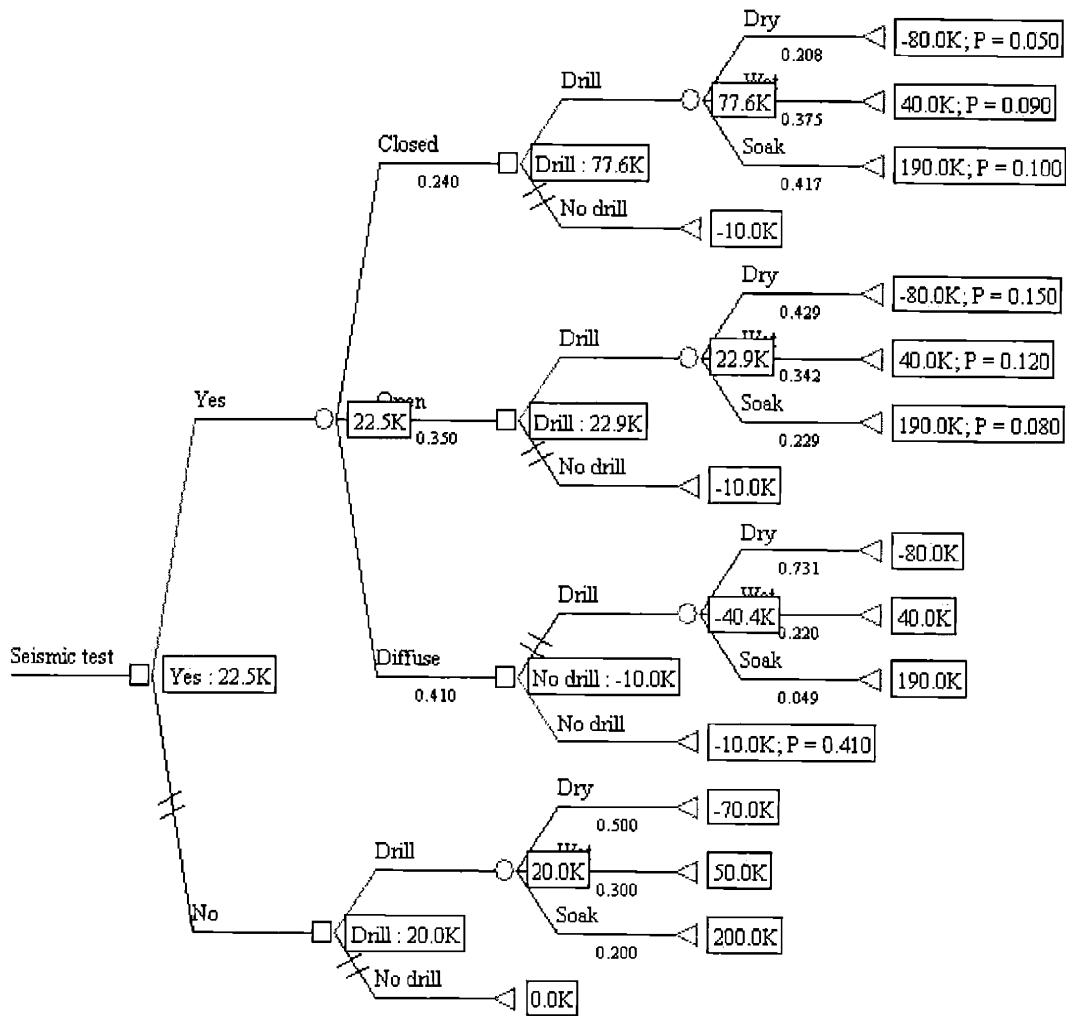 Dry
0.208
-80.0K; P = 0.050
Drill
77.6K
0.375
40.0K; P = 0.090
Closed
0.240
Drill : 77.6K
Soak
0.417
190.0K; P = 0.100
No drill
-10.0K
Dry
0.429
-80.0K; P = 0.150
Drill
22.9K
0.342
40.0K; P = 0.120
Yes
22.5K
0.350
Drill : 22.9K
Soak
0.229
190.0K; P = 0.080
No drill
-10.0K
Dry
0.731
-80.0K
Drill
-40.4K
0.220
40.0K
Seismic test
Yes : 22.5K
Diffuse
0.410
No drill : -10.0K
Soak
0.049
190.0K
No drill
-10.0K; P = 0.410
Dry
0.500
-70.0K
Drill
20.0K
0.300
50.0K
No
Drill : 20.0K
Soak
0.200
200.0K
No drill
0.0K